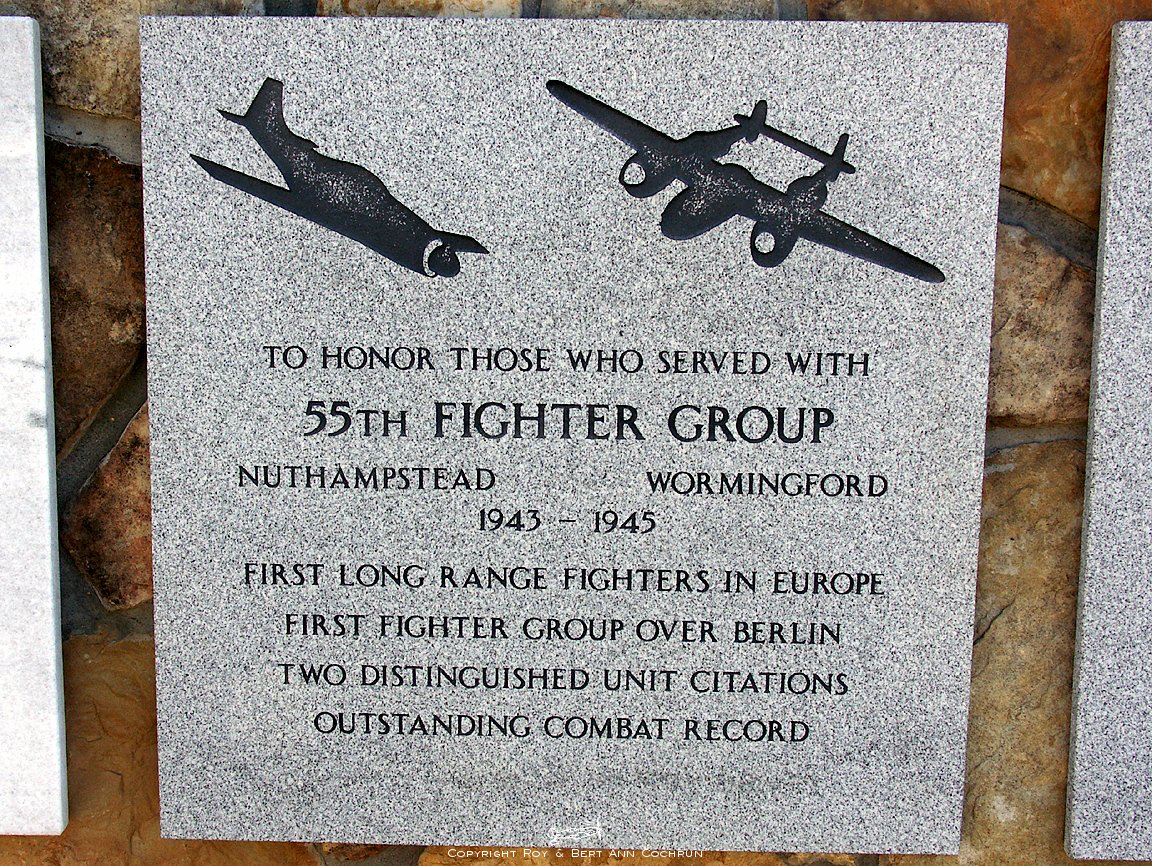 TO HONOR THOSE WHO SERVED WITH
55TH FIGHTER GROUP
NUTHAMPSTEAD WORMINGFORD
1943 – 1945
FIRST LONG RANGE FIGHTERS IN EUROPE
FIRST FIGHTER GROUP OVER BERLIN
TWO DISTINGUISHED UNIT CITATIONS
OUTSTANDING COMBAT RECORD
COPYRIGHT ROY & BERT ANN COCHRUN